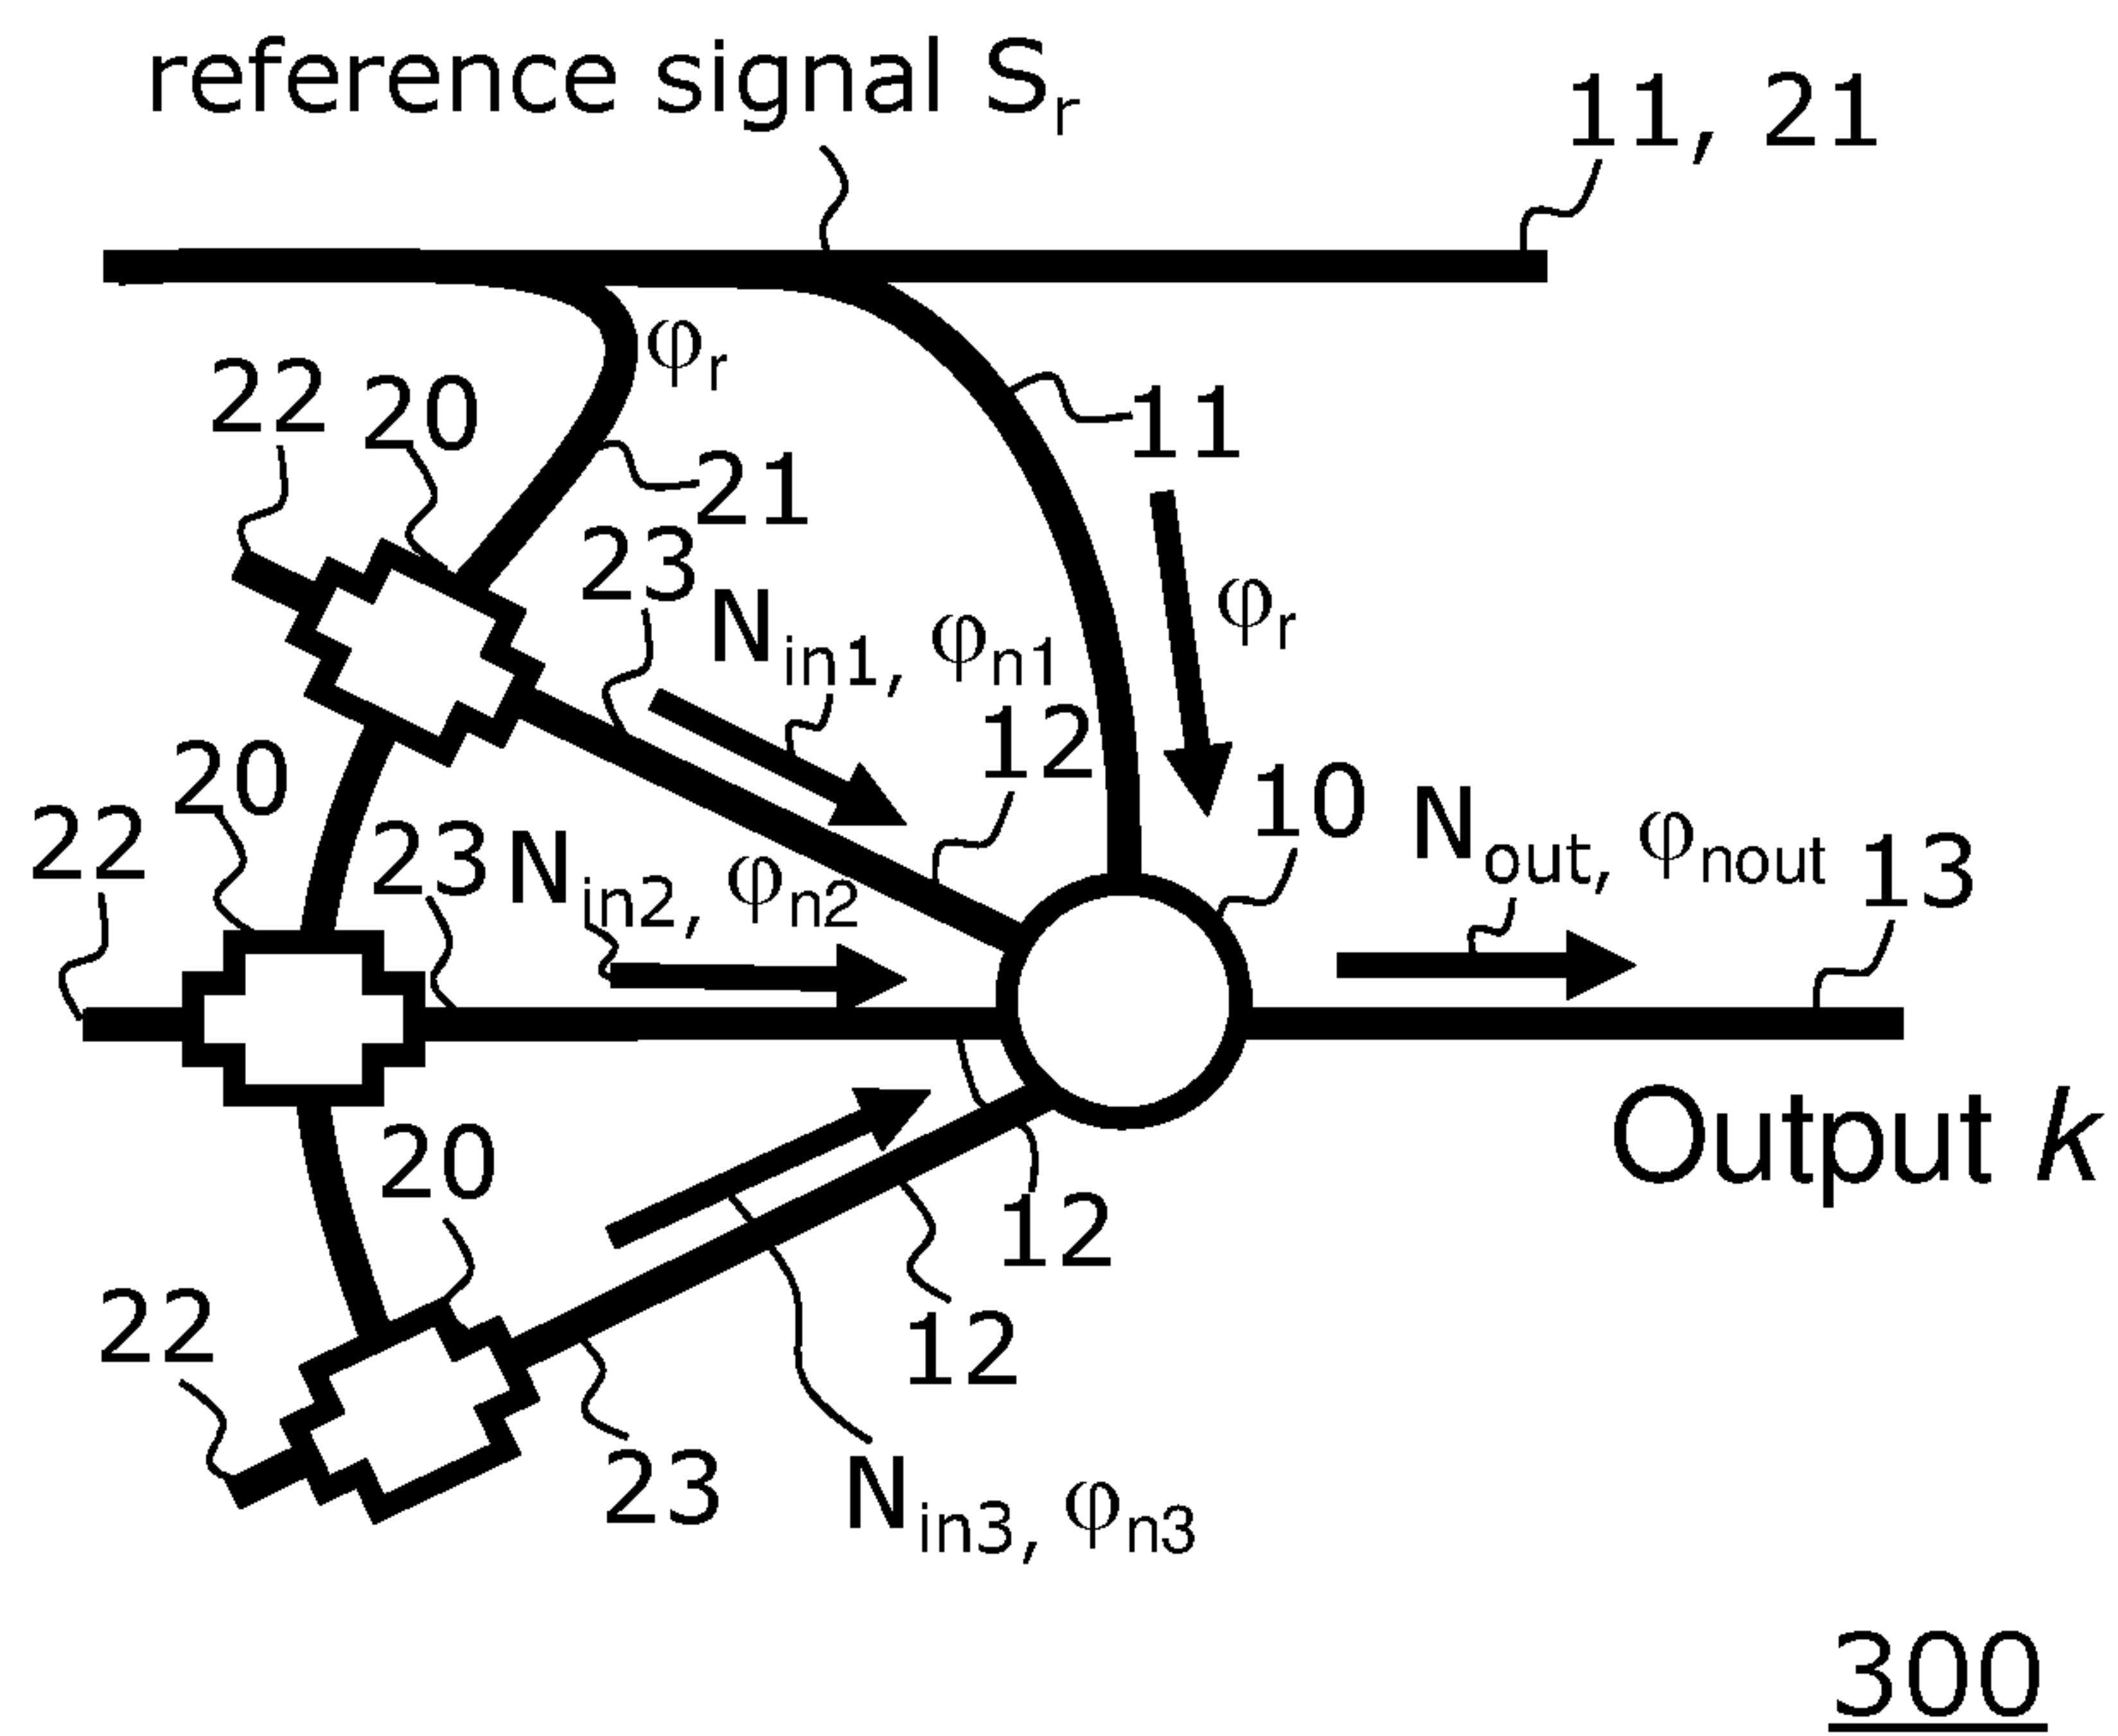 reference signal Sr
11, 21
φr
22
20
11
21
23
φr
Nin1, φn1
12
20
10
Nout, φnout
22
23
Nin2, φn2
13
Output k
20
12
22
12
23
Nin3, φn3
300